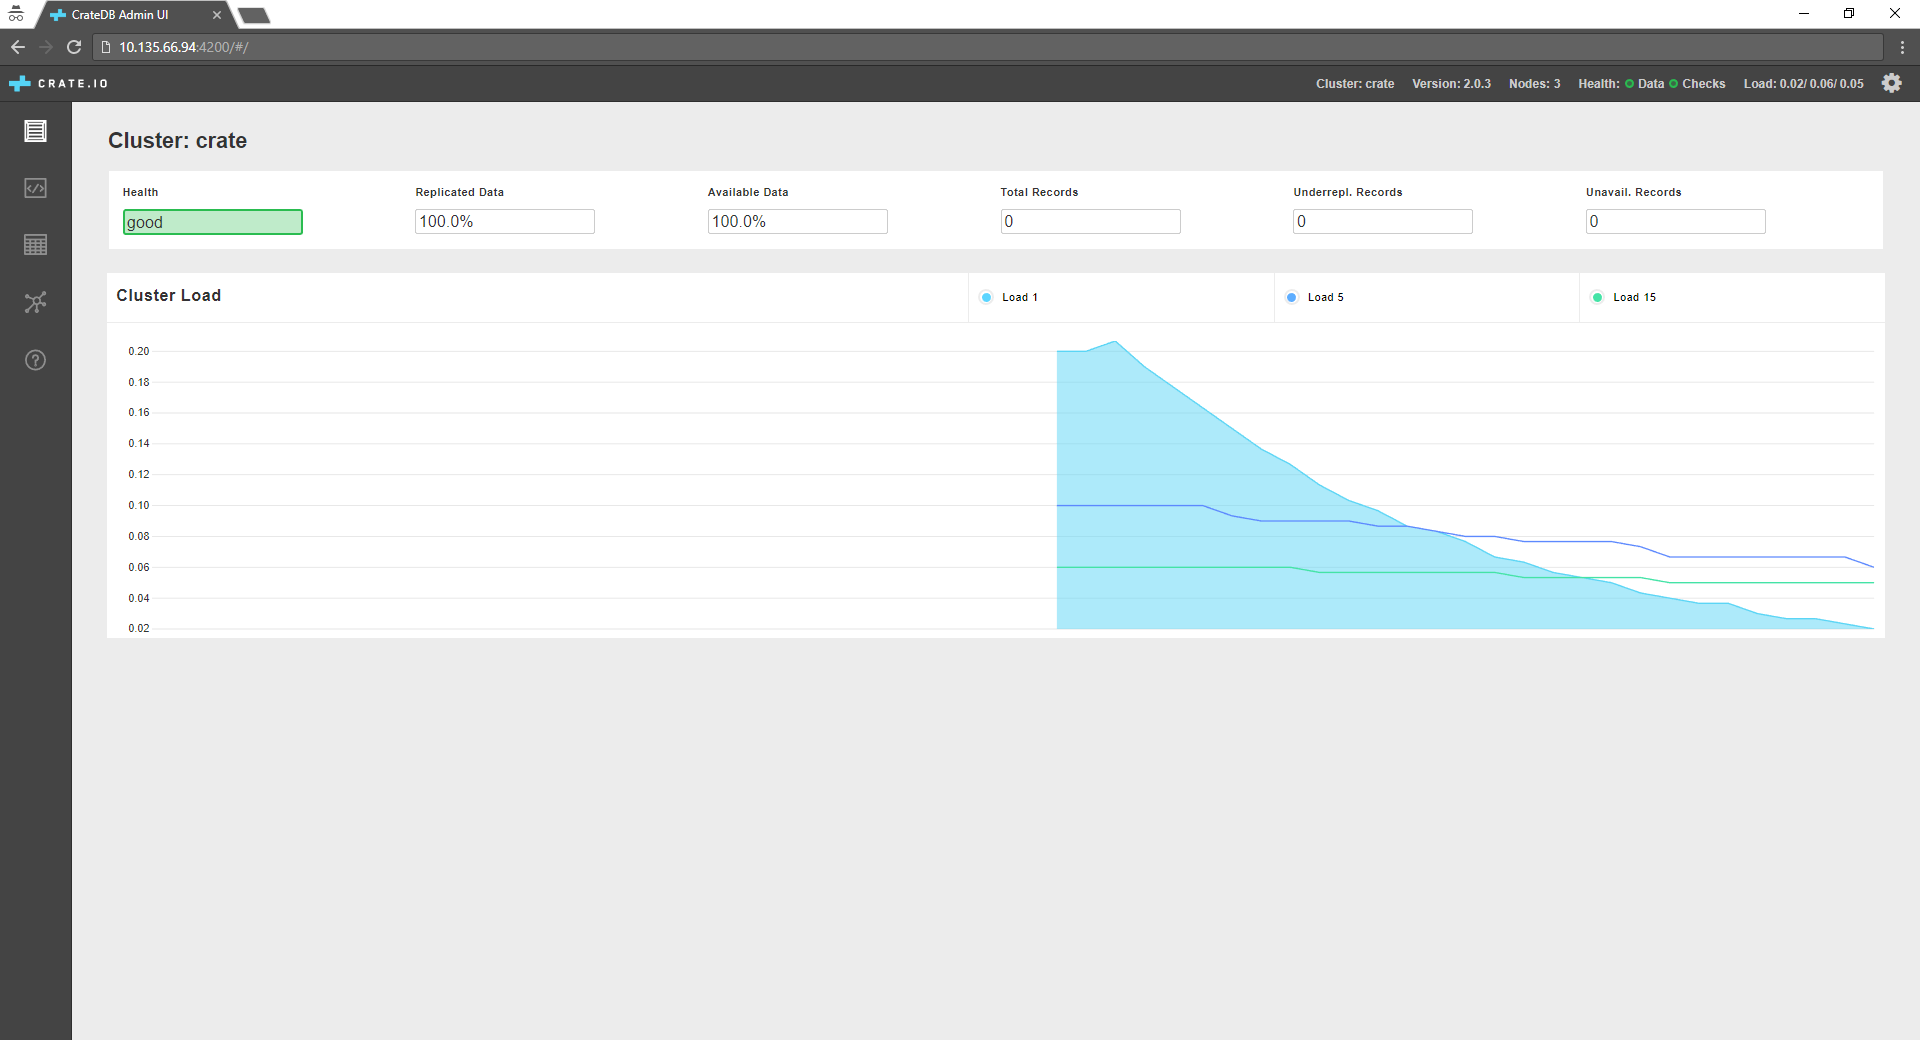 CrateDB Admin UI
10.135.66.94:4200/#/
CRATE.IO
Cluster: crate Version: 2.0.3 Nodes: 3 Health: Data Checks Load: 0.02/ 0.06/ 0.05
Cluster: crate
Health Replicated Data Available Data Total Records Underrepl. Records Unavail. Records
good 100.0% 100.0% 0 0 0
Cluster Load Load 1 Load 5 Load 15
0.20
0.18
0.16
0.14
0.12
0.10
0.08
0.06
0.04
0.02